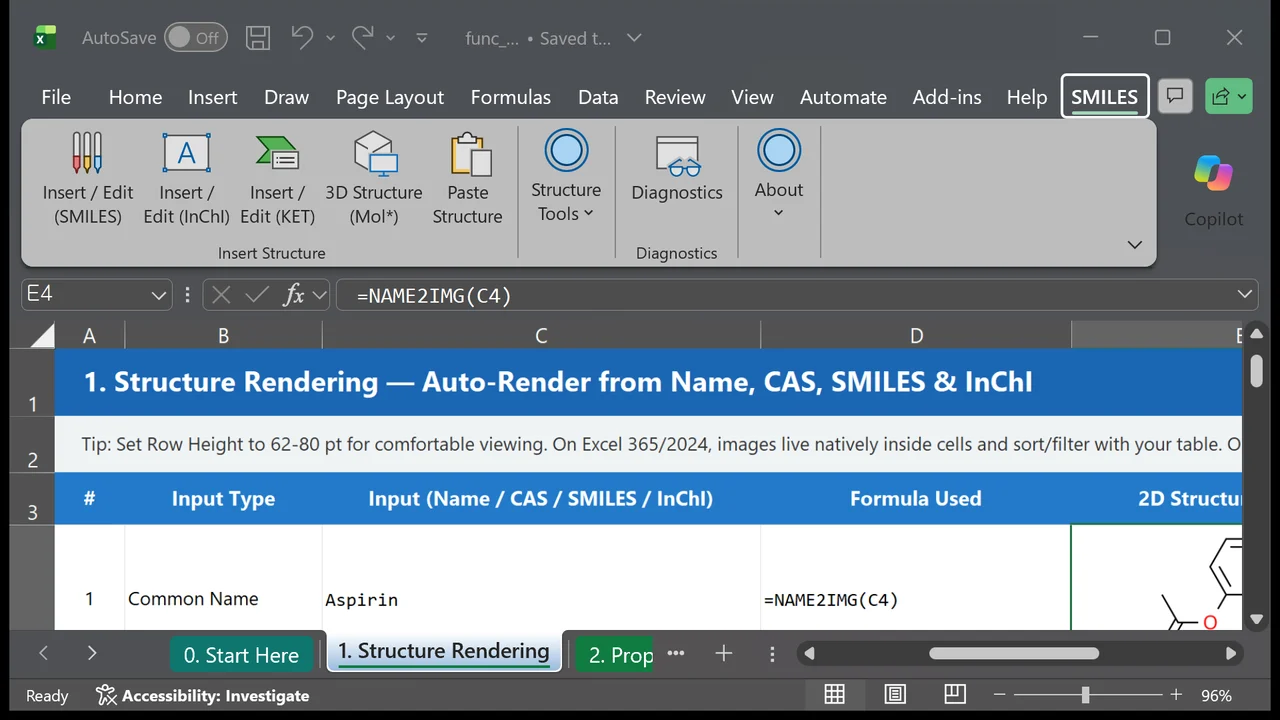 AutoSave Off func_... • Saved t...
File Home Insert Draw Page Layout Formulas Data Review View Automate Add-ins Help SMILES
Insert / Edit (SMILES)
Insert / Edit (InChI)
Insert / Edit (KET)
3D Structure (Mol*)
Paste Structure
Structure Tools
Diagnostics
About
Copilot
Insert Structure Diagnostics
E4 fx =NAME2IMG(C4)
A B C D E
1 1. Structure Rendering — Auto-Render from Name, CAS, SMILES & InChI
2 Tip: Set Row Height to 62-80 pt for comfortable viewing. On Excel 365/2024, images live natively inside cells and sort/filter with your table. O
3 # Input Type Input (Name / CAS / SMILES / InChI) Formula Used 2D Structu
1 Common Name Aspirin =NAME2IMG(C4) O
0. Start Here 1. Structure Rendering 2. Prop ...
Ready Accessibility: Investigate 96%